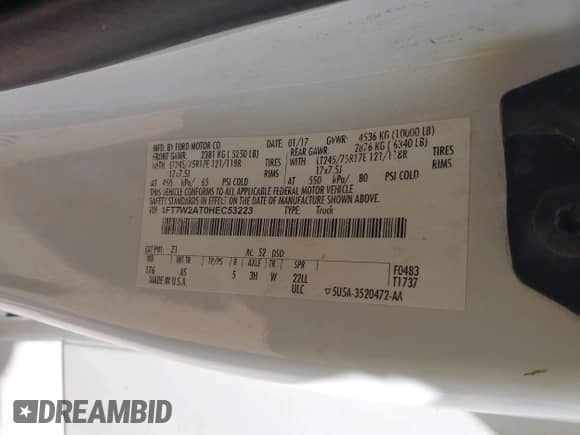 MFD. BY FORD MOTOR CO. 01/17 GVWR: 4536 KG (10000 LB)
FRONT GAWR: 2381 KG (5250 LB) REAR GAWR: 2876 KG (6340 LB)
WITH LT245/75R17E 121/118R TIRES WITH LT245/75R17E 121/118R TIRES
17x7.5J RIMS 17x7.5J RIMS
AT 450 kPa/ 65 PSI COLD AT 550 kPa/ 80 PSI COLD
THIS VEHICLE CONFORMS TO ALL APPLICABLE FEDERAL MOTOR VEHICLE
SAFETY STANDARDS IN EFFECT ON THE DATE OF MANUFACTURE SHOWN ABOVE.
VIN: 1FT7W2AT0HEC53223 TYPE: Truck
EXT PNT: Z1 RC: 52 DSO:
WB INT TR TP/PS R AXLE TR SPR F0483
176 AS 5 3H W 22LL T1737
MADE IN U.S.A. ULC 5U5A-3520472-AA
DREAMBID